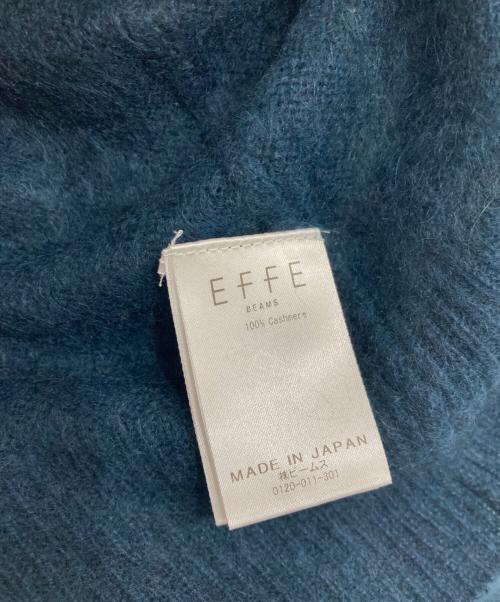 EFFE
BEAMS
100% Cashmere
MADE IN JAPAN
㈱ビームス
0120-011-301